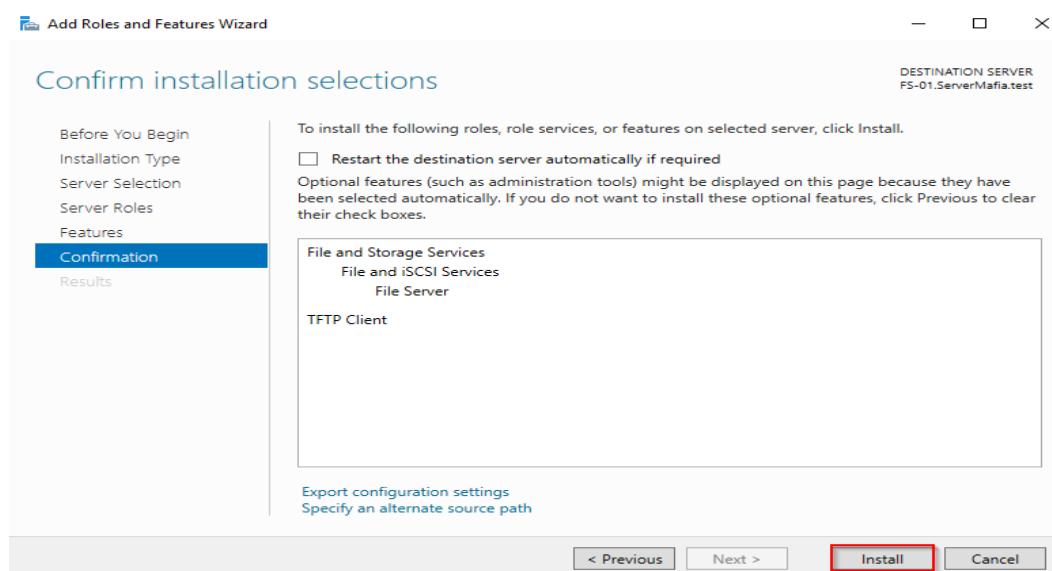 Add Roles and Features Wizard
Confirm installation selections
DESTINATION SERVER
FS-01.ServerMafia.test
Before You Begin
Installation Type
Server Selection
Server Roles
Features
Confirmation
Results
To install the following roles, role services, or features on selected server, click Install.
Restart the destination server automatically if required
Optional features (such as administration tools) might be displayed on this page because they have
been selected automatically. If you do not want to install these optional features, click Previous to clear
their check boxes.
File and Storage Services
File and iSCSI Services
File Server
TFTP Client
Export configuration settings
Specify an alternate source path
< Previous
Next >
Install
Cancel